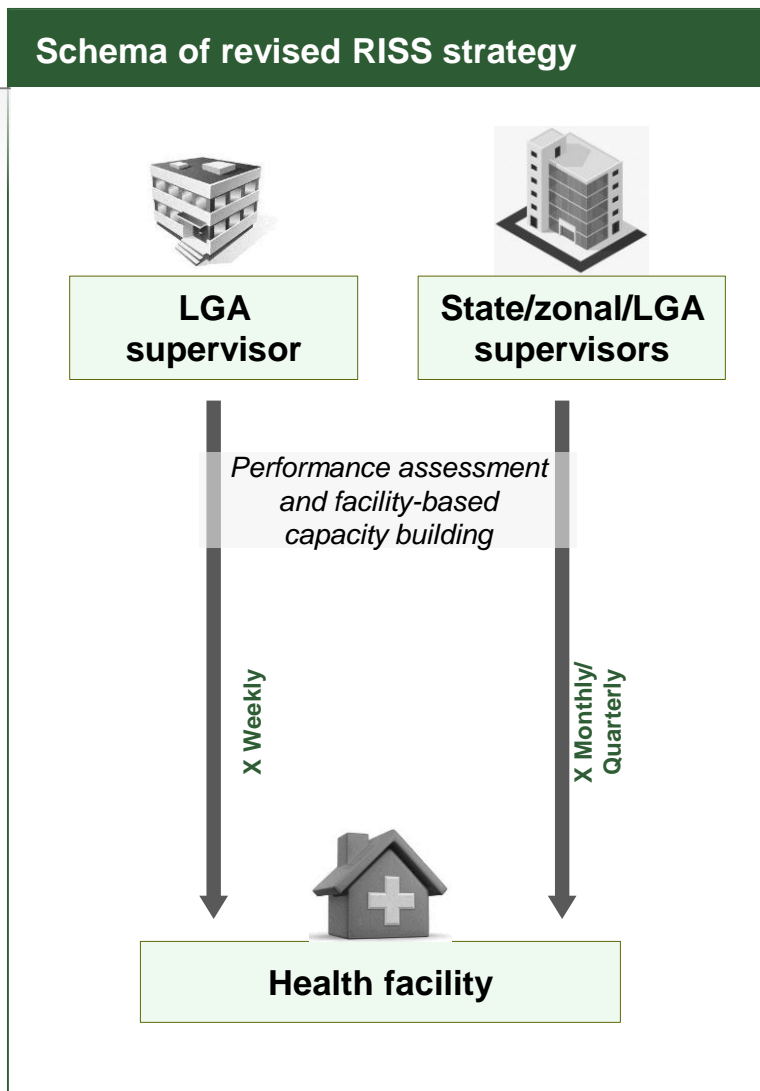 Schema of revised RISS strategy
LGA
supervisor
State/zonal/LGA
supervisors
Performance assessment
and facility-based
capacity building
X Weekly
X Monthly/
Quarterly
Health facility